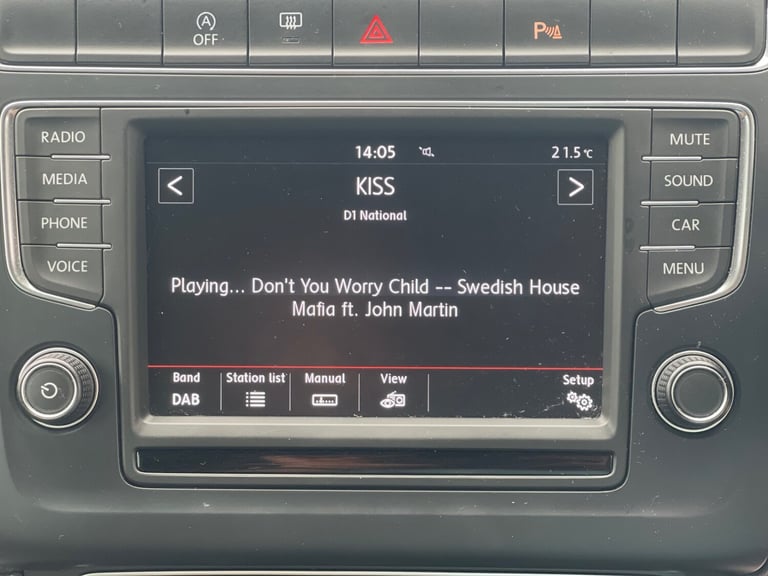 OFF
P
RADIO
MEDIA
PHONE
VOICE
14:05 21.5°C
< KISS >
D1 National
Playing... Don't You Worry Child -- Swedish House
Mafia ft. John Martin
Band Station list Manual View Setup
DAB
MUTE
SOUND
CAR
MENU